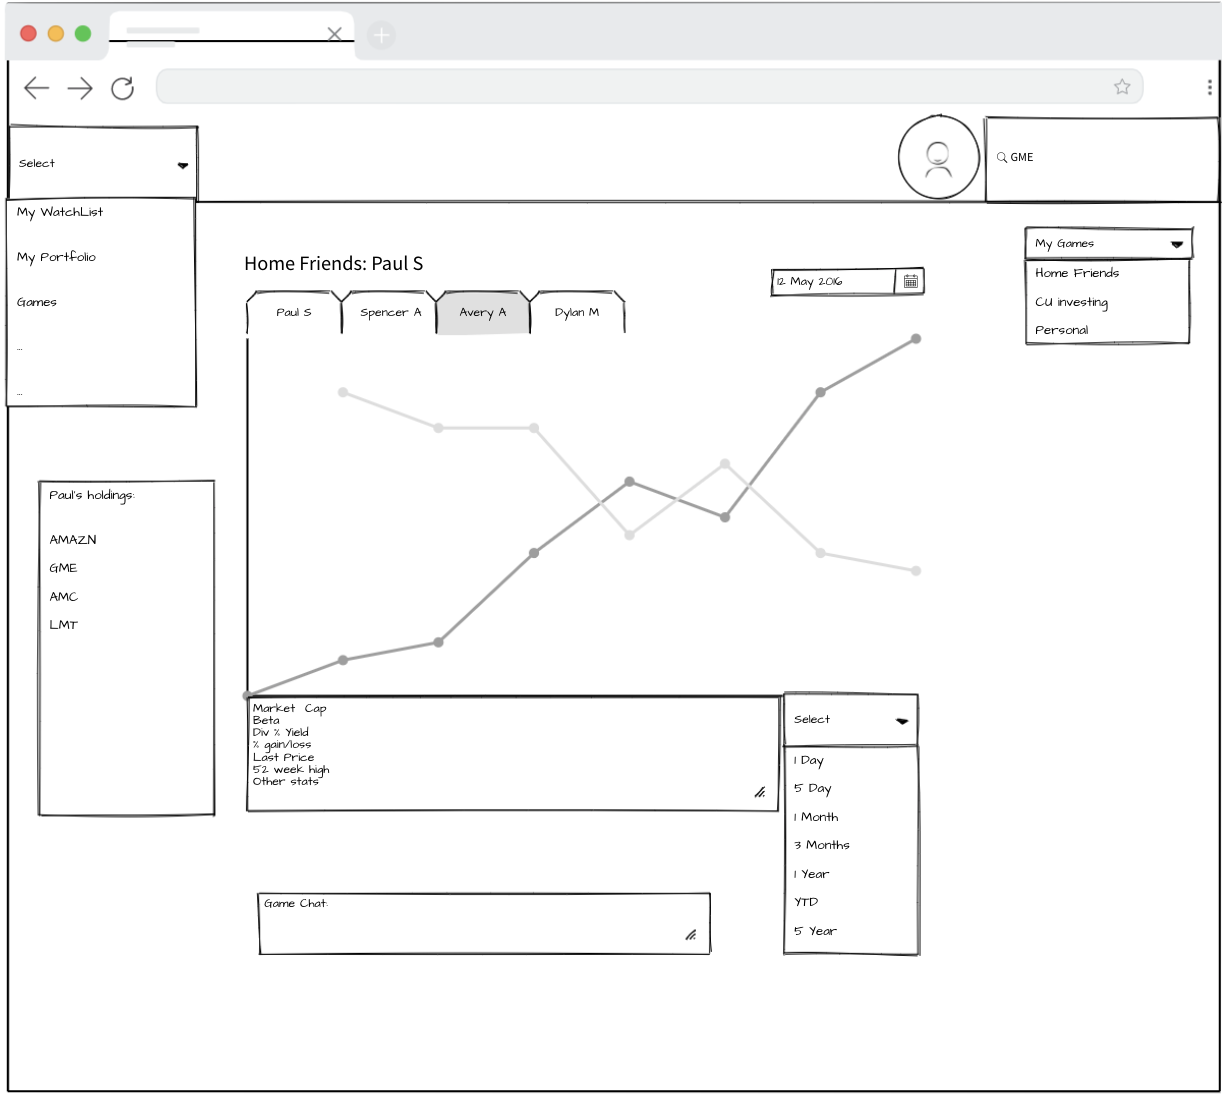 Select
GME
My WatchList
My Portfolio
Games
...
...
My Games
Home Friends
CU investing
Personal
Home Friends: Paul S
12 May 2016
Paul S
Spencer A
Avery A
Dylan M
Paul's holdings:
AMAZN
GME
AMC
LMT
Market Cap
Beta
Div % Yield
% gain/loss
Last Price
52 week high
Other stats
Select
1 Day
5 Day
1 Month
3 Months
1 Year
YTD
5 Year
Game Chat: